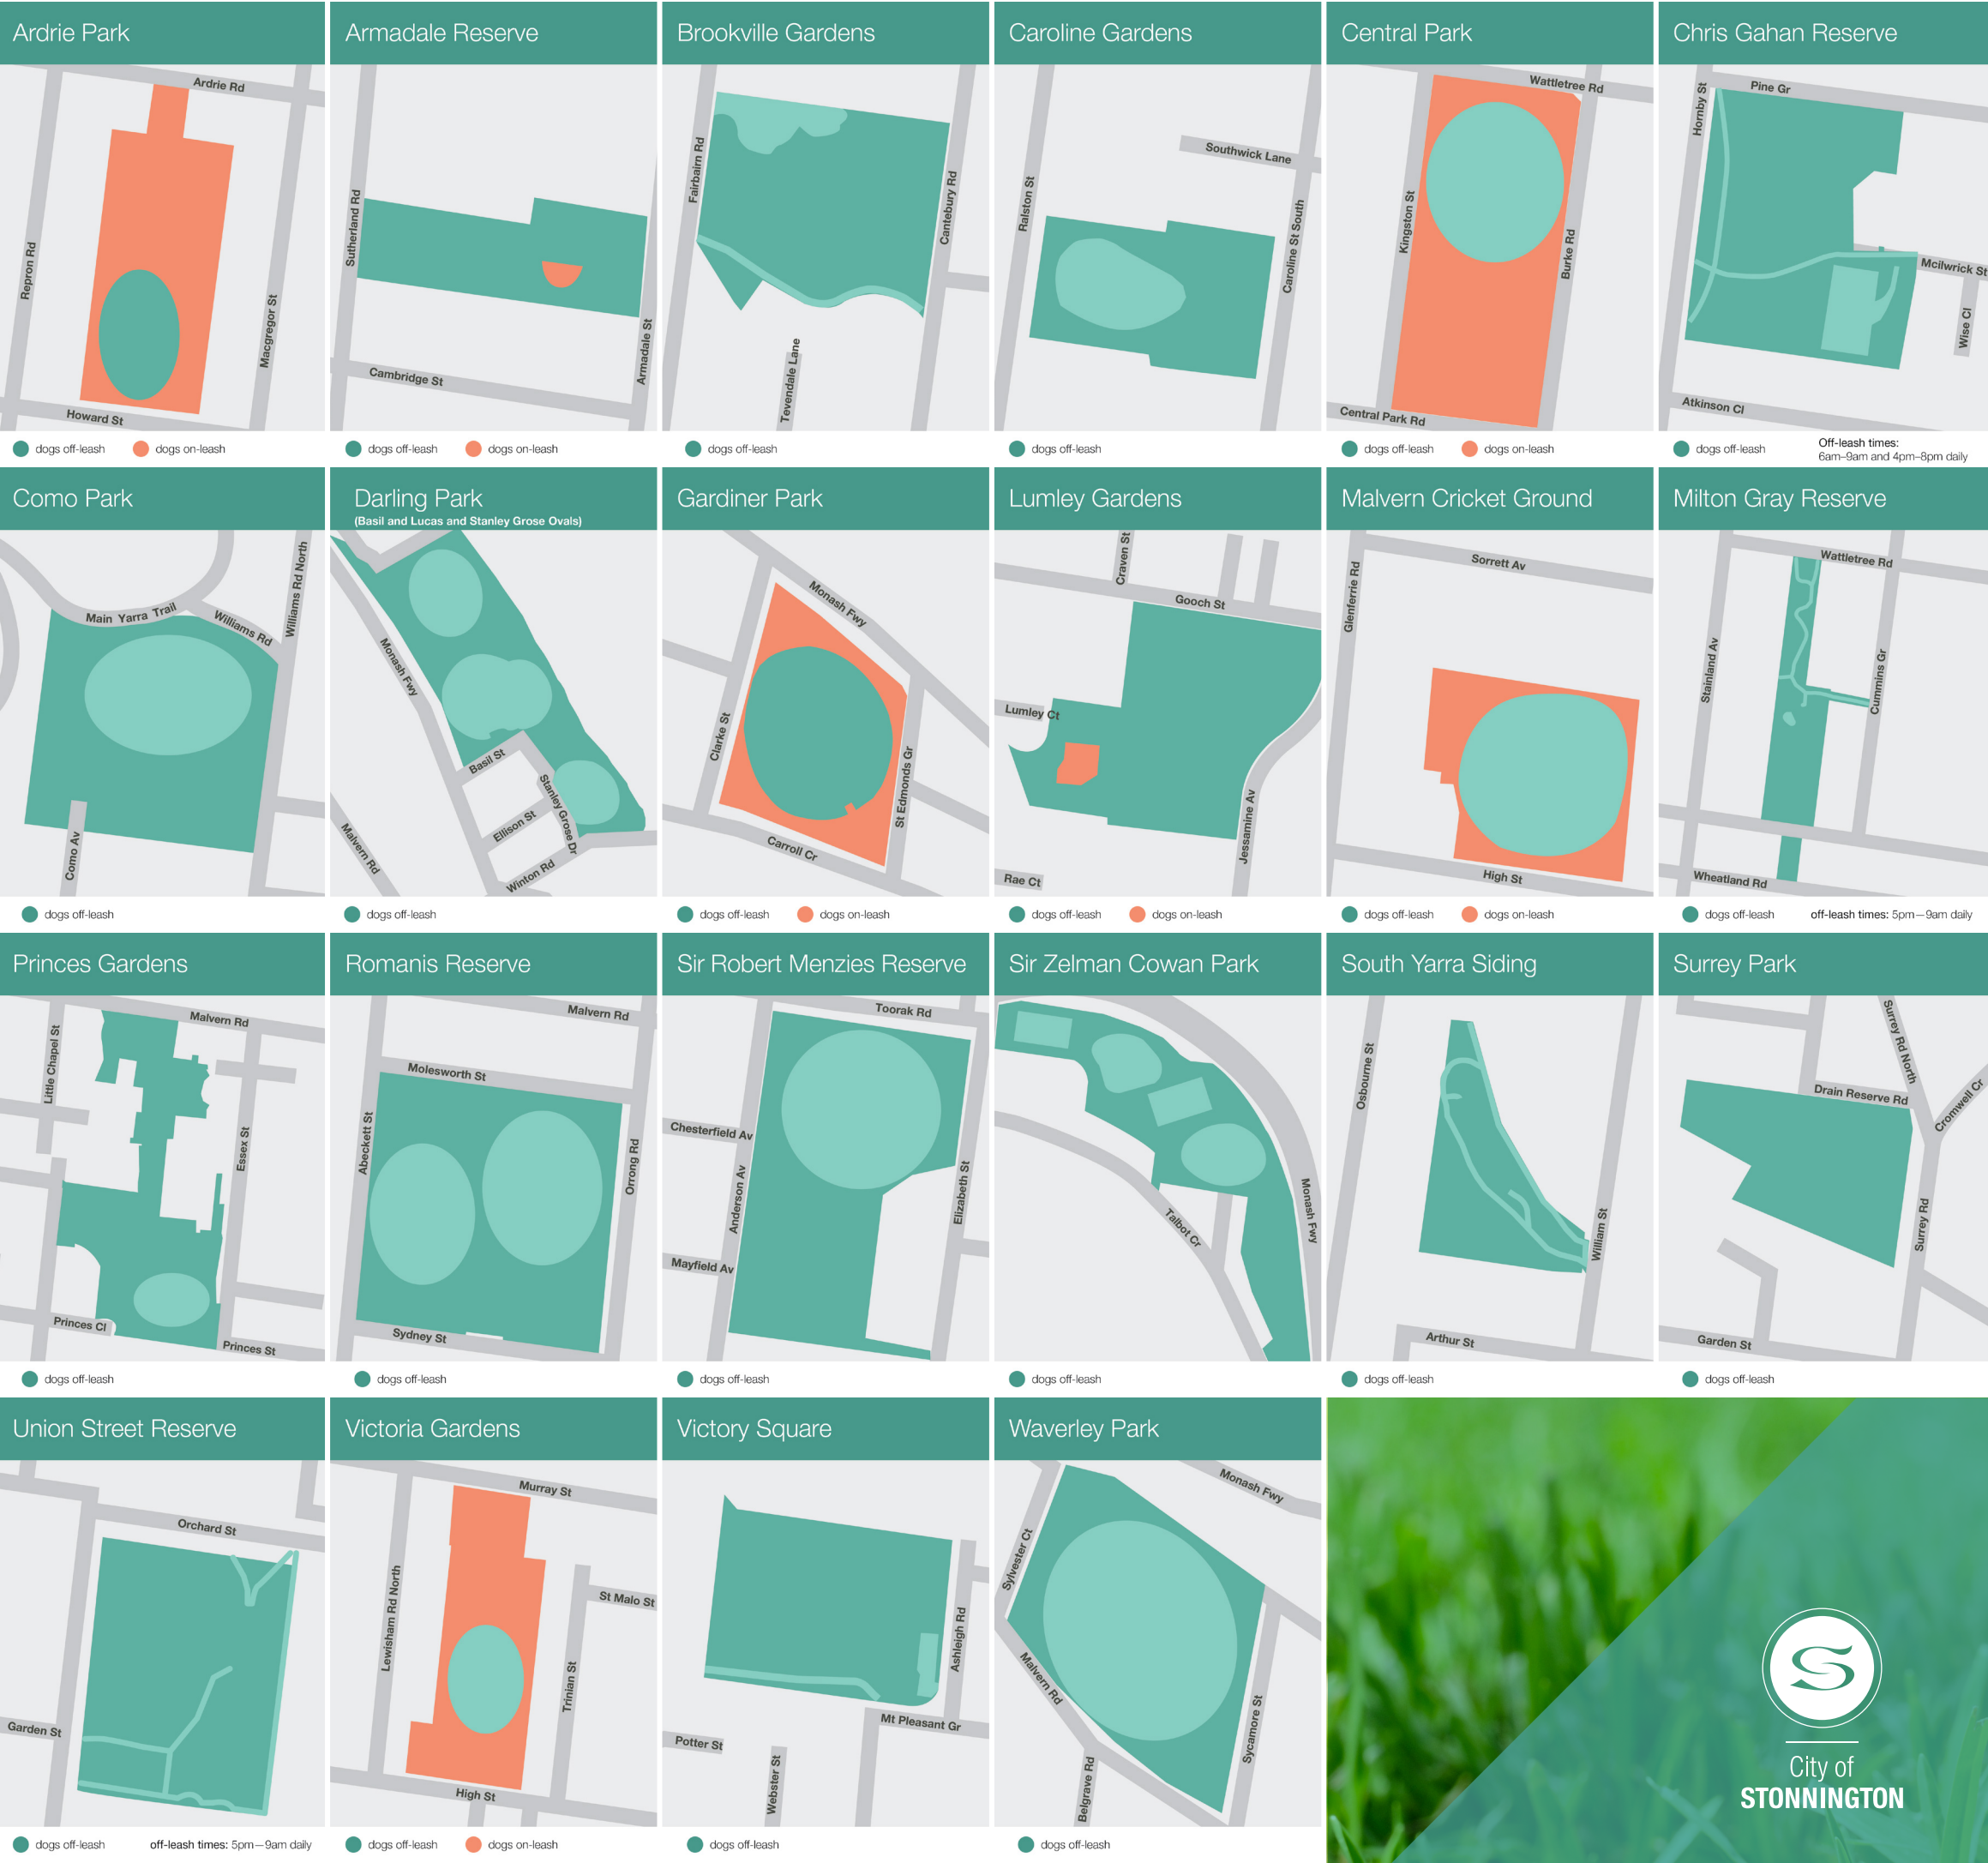 Ardrie Park
Ardrie Rd
Repron Rd
Macgregor St
Howard St
dogs off-leash
dogs on-leash
Armadale Reserve
Sutherland Rd
Armadale St
Cambridge St
dogs off-leash
dogs on-leash
Brookville Gardens
Fairbairn Rd
Cantebury Rd
Tevendale Lane
dogs off-leash
Caroline Gardens
Southwick Lane
Ralston St
Caroline St South
dogs off-leash
Central Park
Wattletree Rd
Kingston St
Burke Rd
Central Park Rd
dogs off-leash
dogs on-leash
Chris Gahan Reserve
Pine Gr
Hornby St
Mcilwrick St
Wise Cl
Atkinson Cl
dogs off-leash
Off-leash times:
6am–9am and 4pm–8pm daily
Como Park
Williams Rd North
Main Yarra Trail
Williams Rd
Como Av
dogs off-leash
Darling Park
(Basil and Lucas and Stanley Grose Ovals)
Monash Fwy
Basil St
Stanley Grose Dr
Ellison St
Malvern Rd
Winton Rd
dogs off-leash
Gardiner Park
Monash Fwy
Clarke St
St Edmonds Gr
Carroll Cr
dogs off-leash
dogs on-leash
Lumley Gardens
Craven St
Gooch St
Lumley Ct
Jessamine Av
Rae Ct
dogs off-leash
dogs on-leash
Malvern Cricket Ground
Sorrett Av
Glenferrie Rd
High St
dogs off-leash
dogs on-leash
Milton Gray Reserve
Wattletree Rd
Stainland Av
Cummins Gr
Wheatland Rd
dogs off-leash
off-leash times: 5pm—9am daily
Princes Gardens
Malvern Rd
Little Chapel St
Essex St
Princes Cl
Princes St
dogs off-leash
Romanis Reserve
Malvern Rd
Molesworth St
Abeckett St
Orrong Rd
Sydney St
dogs off-leash
Sir Robert Menzies Reserve
Toorak Rd
Chesterfield Av
Anderson Av
Elizabeth St
Mayfield Av
dogs off-leash
Sir Zelman Cowan Park
Talbot Cr
Monash Fwy
dogs off-leash
South Yarra Siding
Osbourne St
William St
Arthur St
dogs off-leash
Surrey Park
Surrey Rd North
Drain Reserve Rd
Cromwell Cr
Surrey Rd
Garden St
dogs off-leash
Union Street Reserve
Orchard St
Garden St
dogs off-leash
off-leash times: 5pm—9am daily
Victoria Gardens
Murray St
Lewisham Rd North
St Malo St
Trinian St
High St
dogs off-leash
dogs on-leash
Victory Square
Ashleigh Rd
Mt Pleasant Gr
Potter St
Webster St
dogs off-leash
Waverley Park
Monash Fwy
Sylvester Ct
Malvern Rd
Sycamore St
Belgrave Rd
dogs off-leash
S
City of
STONNINGTON